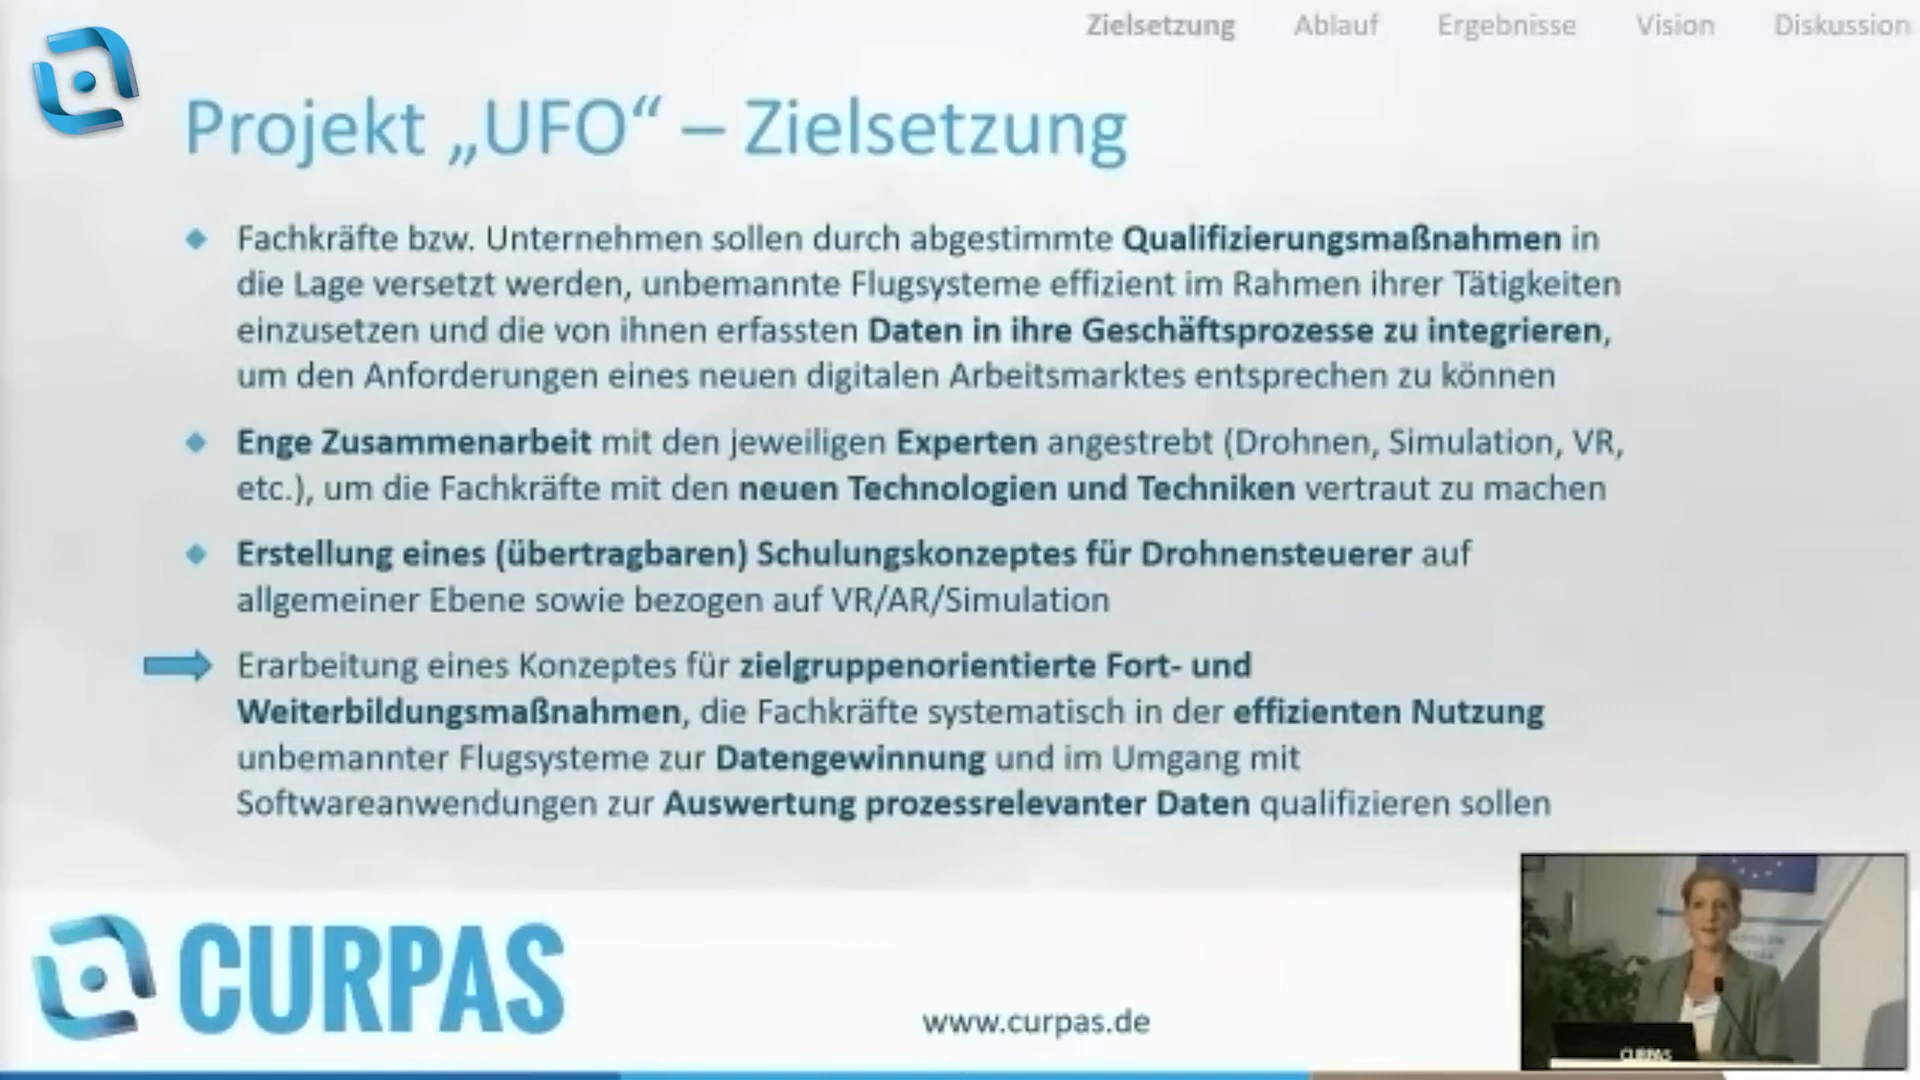 Zielsetzung Ablauf Ergebnisse Vision Diskussion
Projekt „UFO“ – Zielsetzung
Fachkräfte bzw. Unternehmen sollen durch abgestimmte Qualifizierungsmaßnahmen in
die Lage versetzt werden, unbemannte Flugsysteme effizient im Rahmen ihrer Tätigkeiten
einzusetzen und die von ihnen erfassten Daten in ihre Geschäftsprozesse zu integrieren,
um den Anforderungen eines neuen digitalen Arbeitsmarktes entsprechen zu können
Enge Zusammenarbeit mit den jeweiligen Experten angestrebt (Drohnen, Simulation, VR,
etc.), um die Fachkräfte mit den neuen Technologien und Techniken vertraut zu machen
Erstellung eines (übertragbaren) Schulungskonzeptes für Drohnensteuerer auf
allgemeiner Ebene sowie bezogen auf VR/AR/Simulation
Erarbeitung eines Konzeptes für zielgruppenorientierte Fort- und
Weiterbildungsmaßnahmen, die Fachkräfte systematisch in der effizienten Nutzung
unbemannter Flugsysteme zur Datengewinnung und im Umgang mit
Softwareanwendungen zur Auswertung prozessrelevanter Daten qualifizieren sollen
CURPAS
www.curpas.de
CURPAS